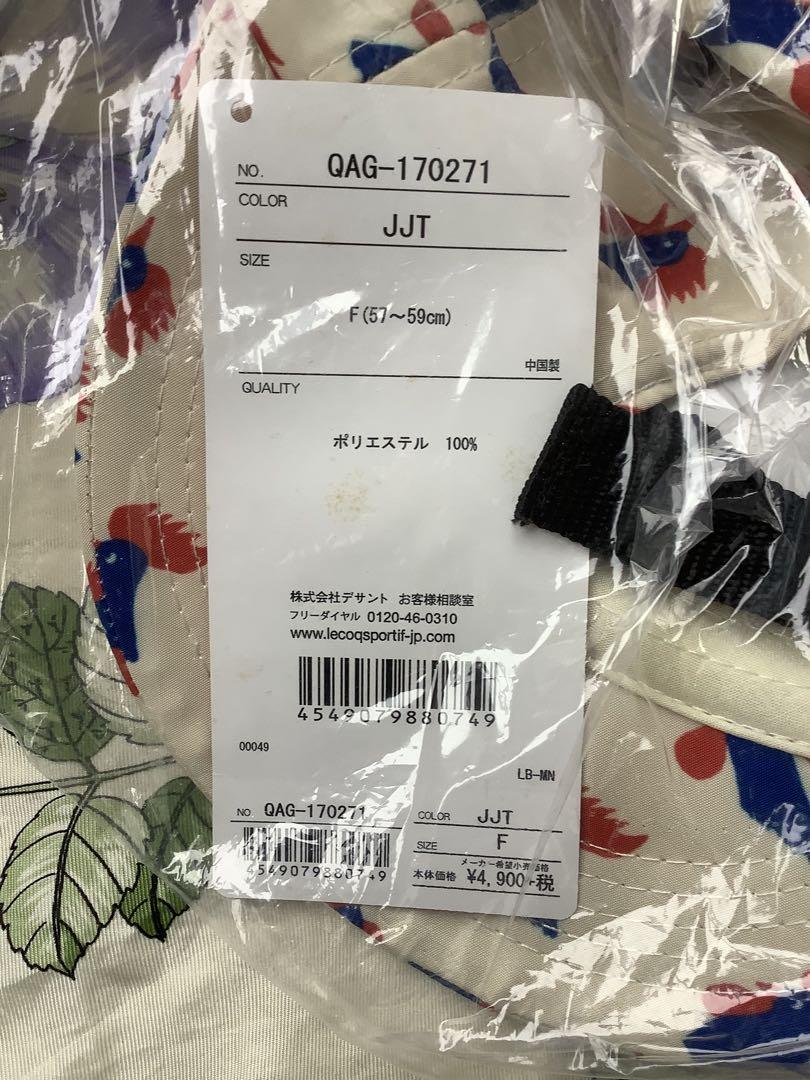 NO. QAG-170271
COLOR
JJT
SIZE
F(57～59cm)
中国製
QUALITY
ポリエステル 100%
株式会社デサント お客様相談室
フリーダイヤル 0120-46-0310
www.lecoqsportif-jp.com
4549079880749
00049
LB-MN
NO. QAG-170271
4549079880749
COLOR JJT
SIZE F
メーカー希望小売価格
本体価格 ¥4,900+税